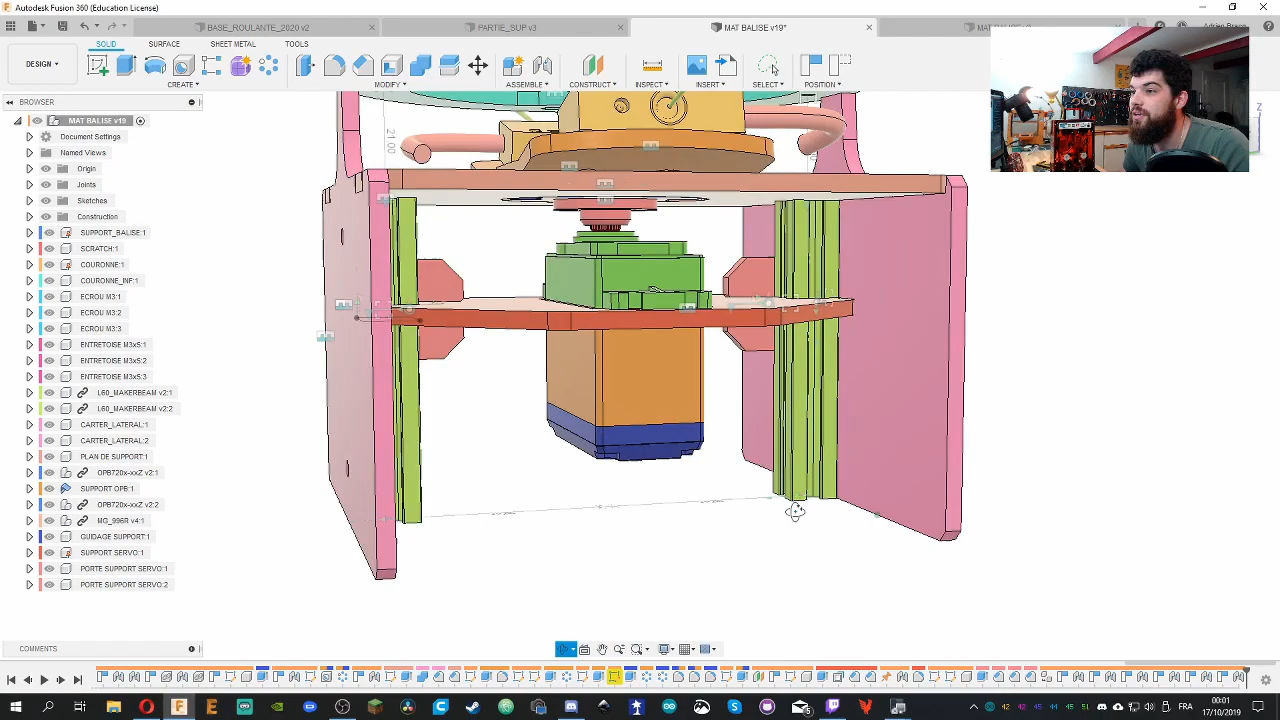 Autodesk Fusion 360 (Education License)
BASE_ROULANTE_2020 v2
PARTIE_SUP v3
MAT BALISE v19*
SOLID SURFACE SHEET METAL TOOLS
DESIGN
CREATE MODIFY ASSEMBLE CONSTRUCT INSPECT INSERT SELECT POSITION
BROWSER
MAT BALISE v19
Document Settings
Named Views
Origin
Joints
Sketches
Construction
SUPPORT_BALISE:1
SCRATCH:1
COURONNE:1
COURONNE_INF:1
ECROU M3:1
ECROU M3:2
ECROU M3:3
ENTRETOISE M3x5:1
ENTRETOISE M3x5:2
ENTRETOISE M3x5:3
L60_MAKERBEAM v2:1
L60_MAKERBEAM v2:2
CARTER_LATERAL:1
CARTER_LATERAL:2
PLAN DE SUPPORT:1
OPB720x-xxZ v2:1
SUPPORT OPB:1
OPB720x-xxZ v2:2
MG_996R v4:1
GUIDAGE SUPPORT:1
SUPPORT SERVO:1
PORTE SUPPORT SERVO:1
PORTE SUPPORT SERVO:2
21.00
Z
COMMENTS
FRA
00:01
17/10/2019